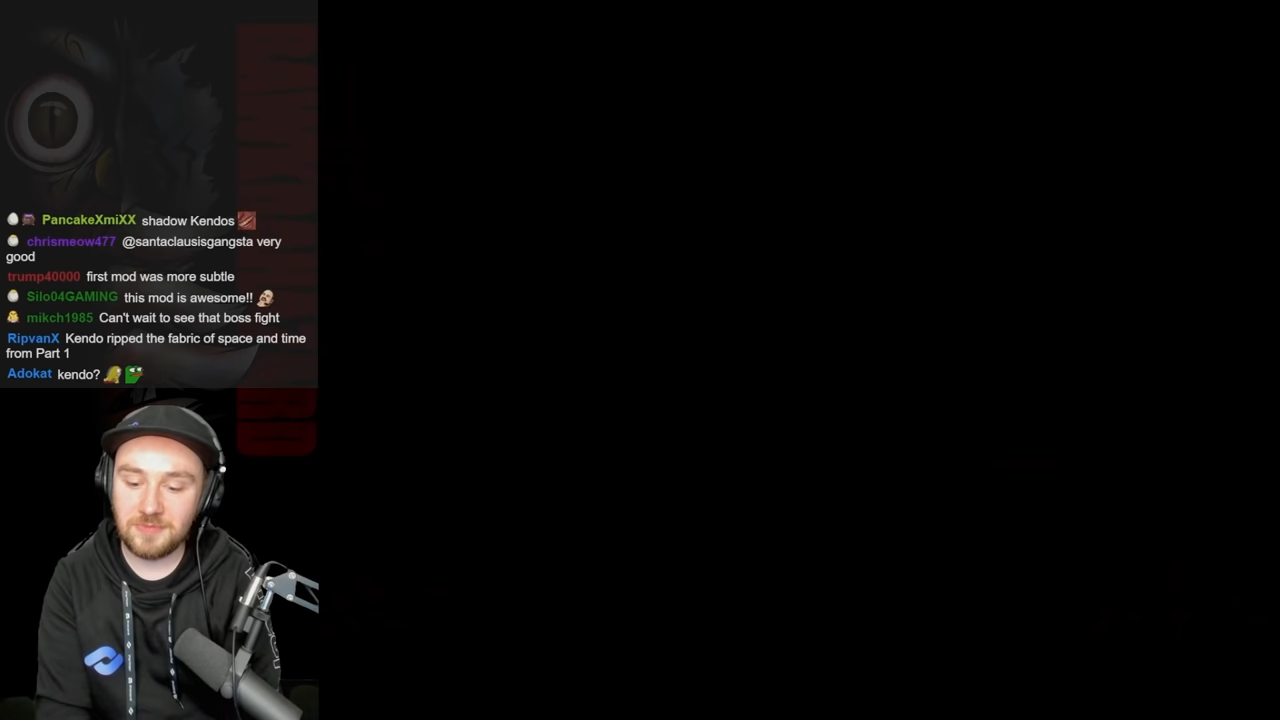 PancakeXmiXX shadow Kendos
chrismeow477 @santaclausisgangsta very
good
trump40000 first mod was more subtle
Silo04GAMING this mod is awesome!!
mikch1985 Can't wait to see that boss fight
RipvanX Kendo ripped the fabric of space and time
from Part 1
Adokat kendo?